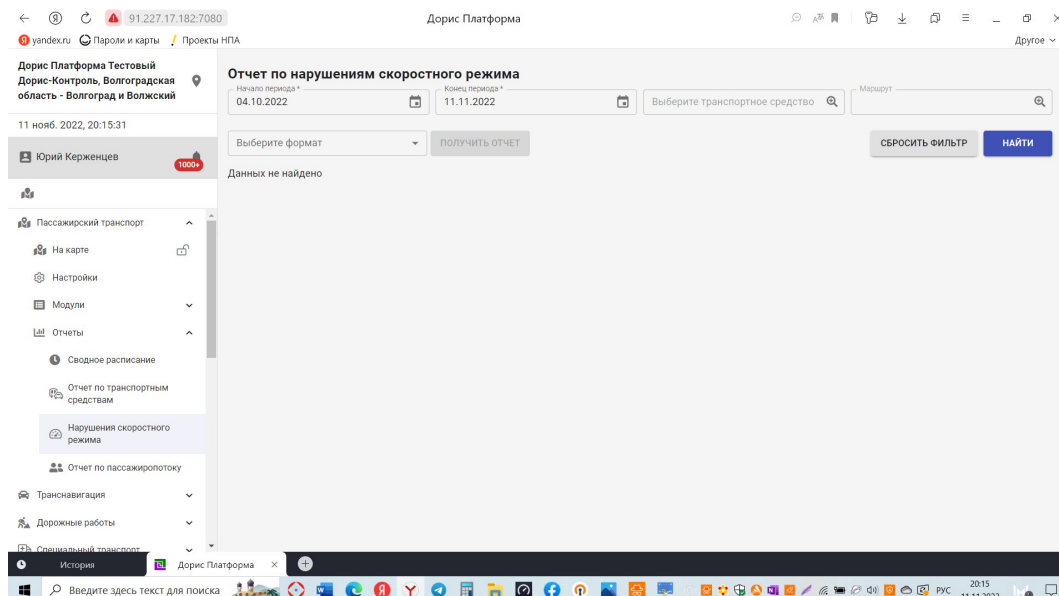 91.227.17.182:7080
Дорис Платформа
yandex.ru Пароли и карты Проекты НПА
Другое
Дорис Платформа Тестовый
Дорис-Контроль, Волгоградская
область - Волгоград и Волжский
11 нояб. 2022, 20:15:31
Юрий Керженцев
1000+
Пассажирский транспорт
На карте
Настройки
Модули
Отчеты
Сводное расписание
Отчет по транспортным
средствам
Нарушения скоростного
режима
Отчет по пассажиропотоку
Транснавигация
Дорожные работы
Специальный транспорт
Отчет по нарушениям скоростного режима
Начало периода *
04.10.2022
Конец периода *
11.11.2022
Выберите транспортное средство
Маршрут
Выберите формат
ПОЛУЧИТЬ ОТЧЕТ
СБРОСИТЬ ФИЛЬТР
НАЙТИ
Данных не найдено
История
Дорис Платформа
Введите здесь текст для поиска
РУС
20:15
11.11.2022